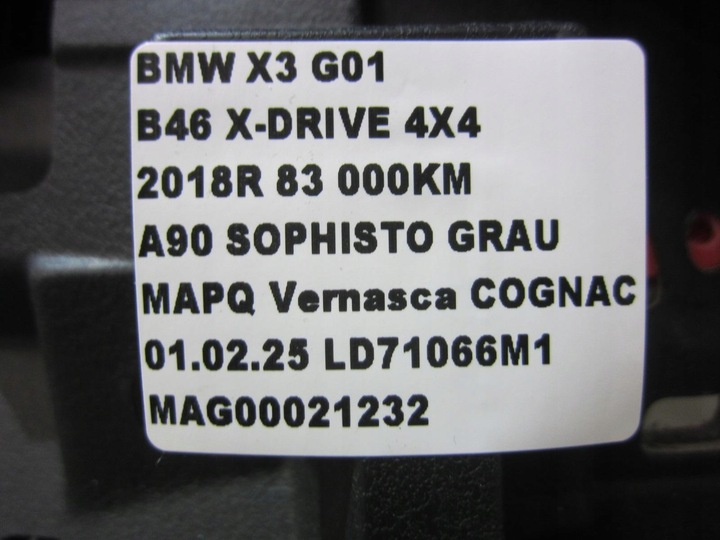 BMW X3 G01
B46 X-DRIVE 4X4
2018R 83 000KM
A90 SOPHISTO GRAU
MAPQ Vernasca COGNAC
01.02.25 LD71066M1
MAG00021232